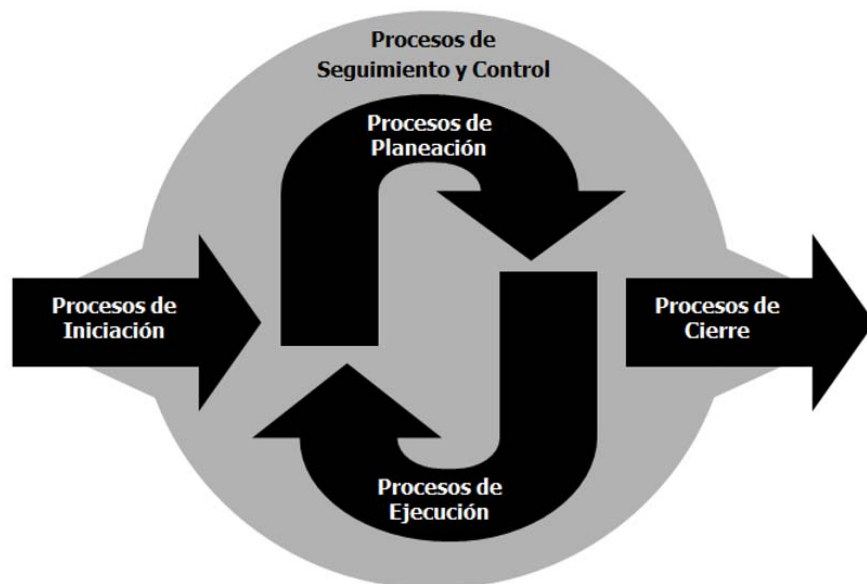 Procesos de
Seguimiento y Control
Procesos de
Planeación
Procesos de
Iniciación
Procesos de
Cierre
Procesos de
Ejecución